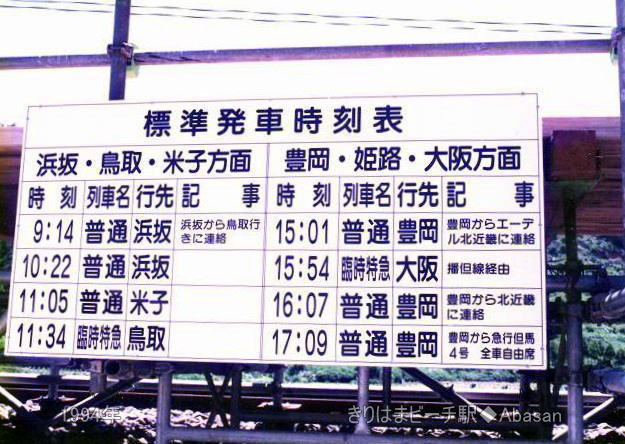 標準発車時刻表
浜坂・鳥取・米子方面
時刻 列車名 行先 記事
9:14 普通 浜坂 浜坂から鳥取行
きに連絡
10:22 普通 浜坂
11:05 普通 米子
11:34 臨時特急 鳥取
豊岡・姫路・大阪方面
時刻 列車名 行先 記事
15:01 普通 豊岡 豊岡からエーデ
ル北近畿に連絡
15:54 臨時特急 大阪 播但線経由
16:07 普通 豊岡 豊岡から北近畿
に連絡
17:09 普通 豊岡 豊岡から急行但馬
4号 全車自由席
1994年 きりはまビーチ駅◆Abasan